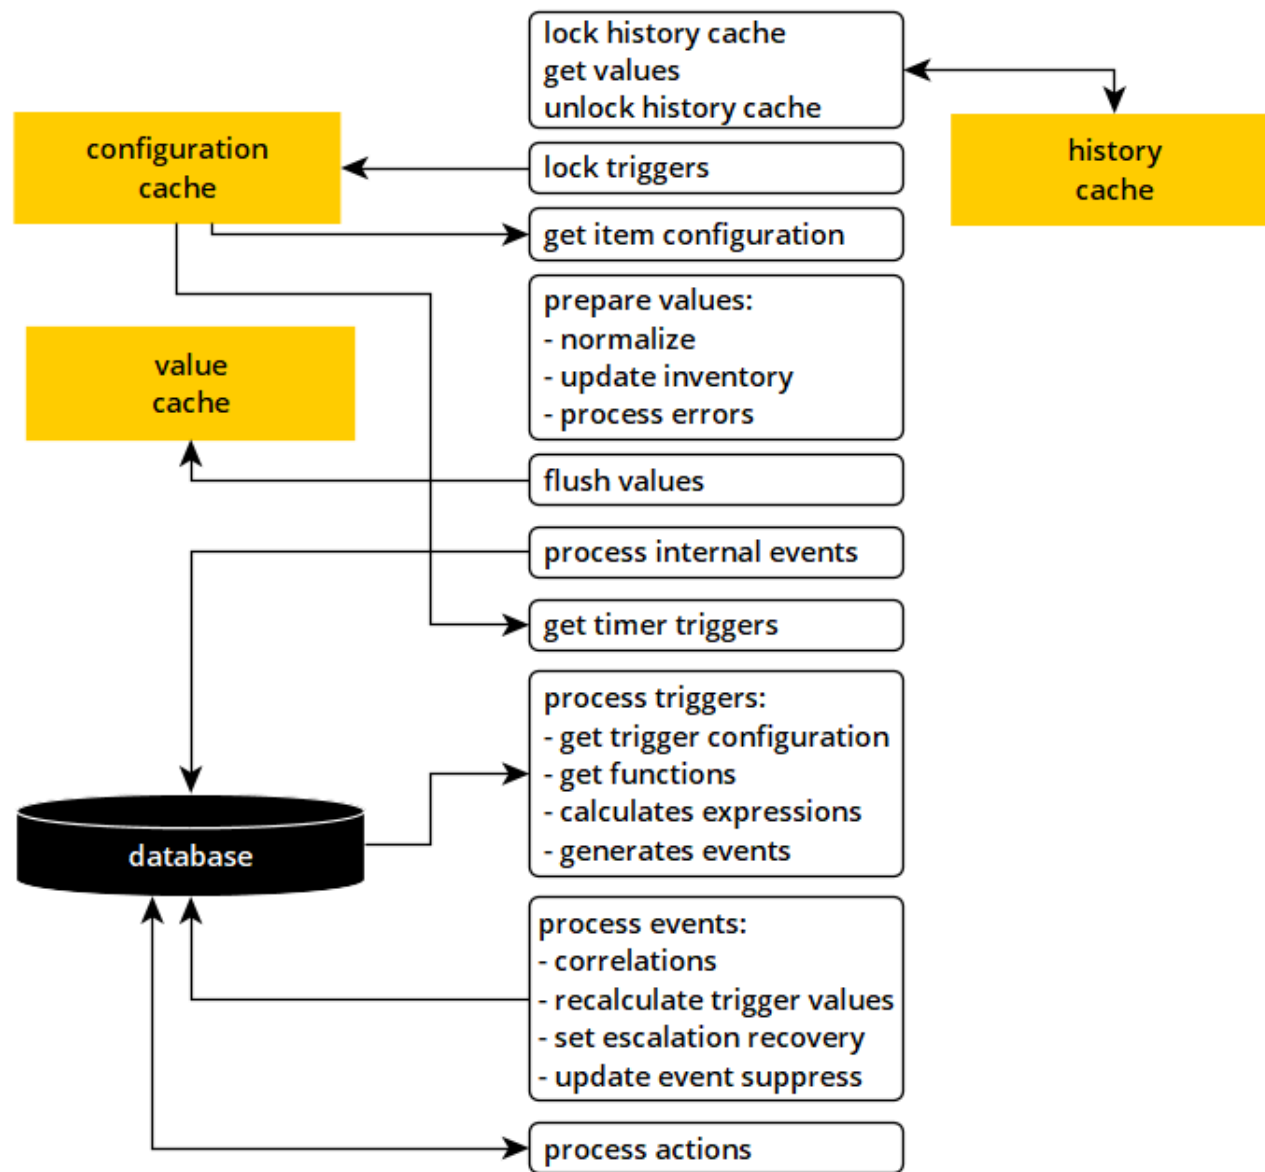 lock history cache
get values
unlock history cache
configuration
cache
history
cache
lock triggers
get item configuration
prepare values:
- normalize
- update inventory
- process errors
value
cache
flush values
process internal events
get timer triggers
process triggers:
- get trigger configuration
- get functions
- calculates expressions
- generates events
database
process events:
- correlations
- recalculate trigger values
- set escalation recovery
- update event suppress
process actions